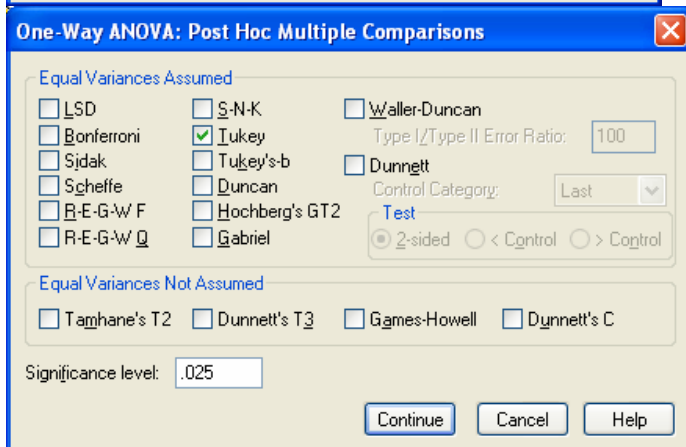 One-Way ANOVA: Post Hoc Multiple Comparisons
Equal Variances Assumed
LSD S-N-K Waller-Duncan
Bonferroni Tukey Type I/Type II Error Ratio: 100
Sidak Tukey's-b Dunnett
Scheffe Duncan Control Category: Last
R-E-G-W F Hochberg's GT2 Test
R-E-G-W Q Gabriel 2-sided < Control > Control
Equal Variances Not Assumed
Tamhane's T2 Dunnett's T3 Games-Howell Dunnett's C
Significance level: .025
Continue Cancel Help